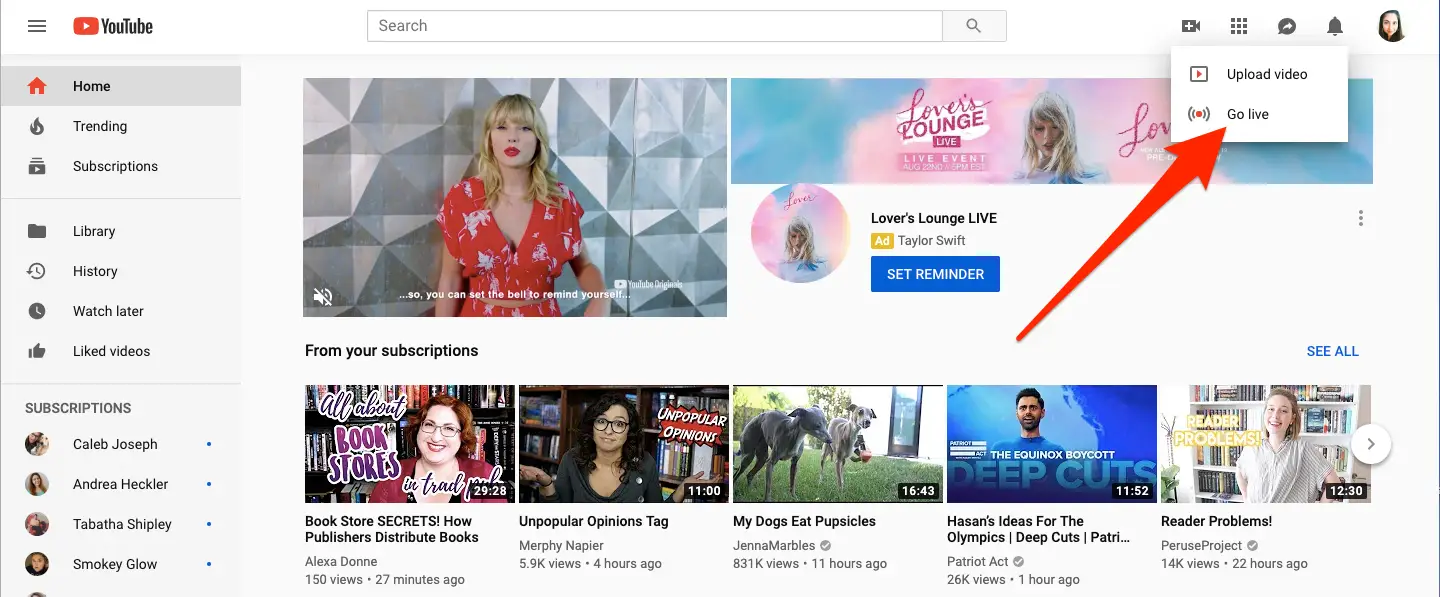 YouTube
Search
Upload video
Go live
Home
Trending
Subscriptions
Library
History
Watch later
Liked videos
SUBSCRIPTIONS
Caleb Joseph
Andrea Heckler
Tabatha Shipley
Smokey Glow
YouTube Originals
...so, you can set the bell to remind yourself...
Lover's
LOUNGE
LIVE
LIVE EVENT
AUG 22ND • 5PM EST
Lover
Lover's Lounge LIVE
Ad Taylor Swift
SET REMINDER
From your subscriptions
SEE ALL
All about
BOOK
STORES
in trad pub
29:28
Book Store SECRETS! How
Publishers Distribute Books
Alexa Donne
150 views • 27 minutes ago
UNPOPULAR
OPINIONS
11:00
Unpopular Opinions Tag
Merphy Napier
5.9K views • 4 hours ago
16:43
My Dogs Eat Pupsicles
JennaMarbles
831K views • 11 hours ago
PATRIOT
ACT
THE EQUINOX BOYCOTT
DEEP CUTS
11:52
Hasan's Ideas For The
Olympics | Deep Cuts | Patri...
Patriot Act
26K views • 1 hour ago
READER
PROBLEMS!
12:30
Reader Problems!
PeruseProject
14K views • 22 hours ago